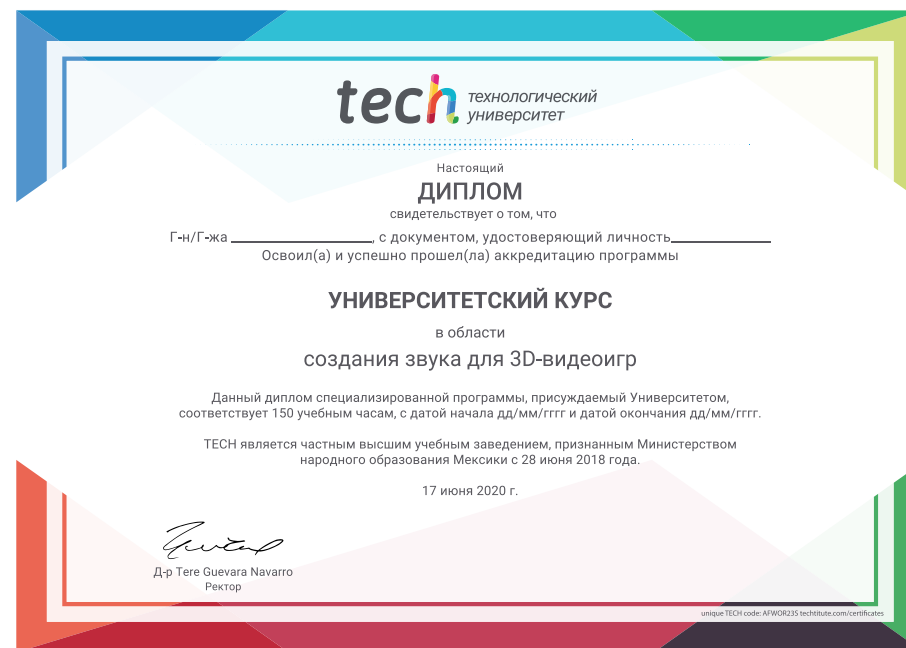 tech технологический
университет
Настоящий
ДИПЛОМ
свидетельствует о том, что
Г-н/Г-жа ____________________, с документом, удостоверяющий личность______________
Освоил(а) и успешно прошел(ла) аккредитацию программы
УНИВЕРСИТЕТСКИЙ КУРС
в области
создания звука для 3D-видеоигр
Данный диплом специализированной программы, присуждаемый Университетом,
соответствует 150 учебным часам, с датой начала дд/мм/гггг и датой окончания дд/мм/гггг.
TECH является частным высшим учебным заведением, признанным Министерством
народного образования Мексики с 28 июня 2018 года.
17 июня 2020 г.
Д-р Tere Guevara Navarro
Ректор
unique TECH code: AFWOR23S techtitute.com/certificates